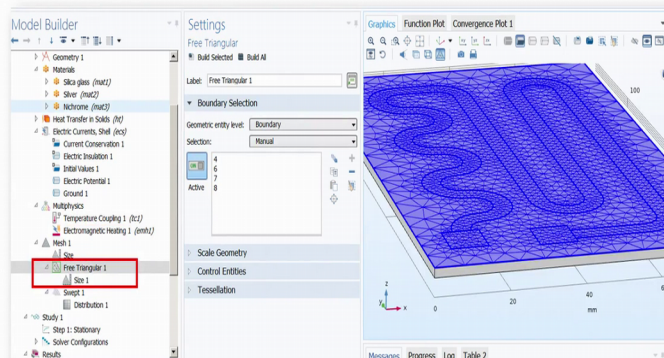 Model Builder
Geometry 1
Materials
Silica glass (mat1)
Silver (mat2)
Nichrome (mat3)
Heat Transfer in Solids (ht)
Electric Currents, Shell (ecs)
Current Conservation 1
Electric Insulation 1
Initial Values 1
Electric Potential 1
Ground 1
Multiphysics
Temperature Coupling 1 (tc1)
Electromagnetic Heating 1 (emh1)
Mesh 1
Size
Free Triangular 1
Size 1
Swept 1
Distribution 1
Study 1
Step 1: Stationary
Solver Configurations
Results
Settings
Free Triangular
Build Selected Build All
Label: Free Triangular 1
Boundary Selection
Geometric entity level: Boundary
Selection: Manual
4
6
7
8
Active
Scale Geometry
Control Entities
Tessellation
Graphics Function Plot Convergence Plot 1
100
z
y
x
0
20
40
60
mm
Messages Progress Log Table 2